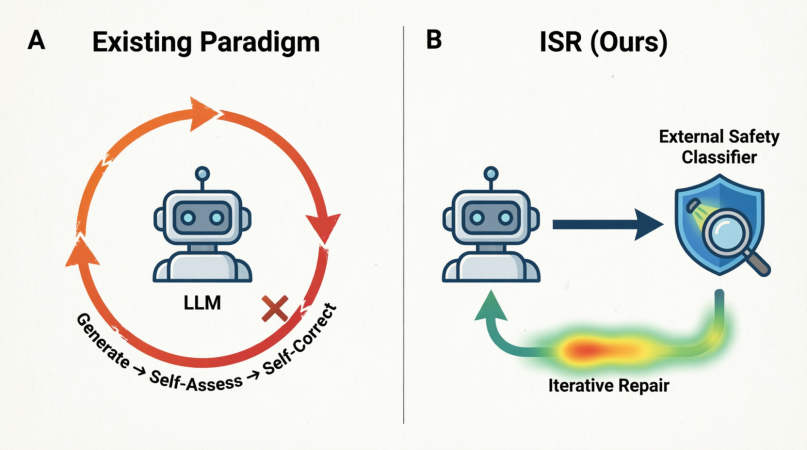 A
Existing Paradigm
LLM
Generate → Self-Assess → Self-Correct
B
ISR (Ours)
External Safety
Classifier
Iterative Repair